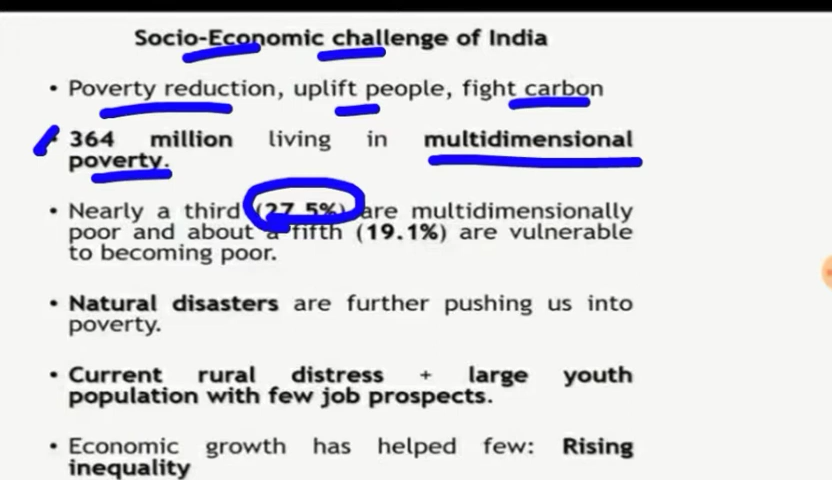 Socio-Economic challenge of India
• Poverty reduction, uplift people, fight carbon
• 364 million living in multidimensional
poverty.
• Nearly a third (27.5%) are multidimensionally
poor and about a fifth (19.1%) are vulnerable
to becoming poor.
• Natural disasters are further pushing us into
poverty.
• Current rural distress + large youth
population with few job prospects.
• Economic growth has helped few: Rising
inequality